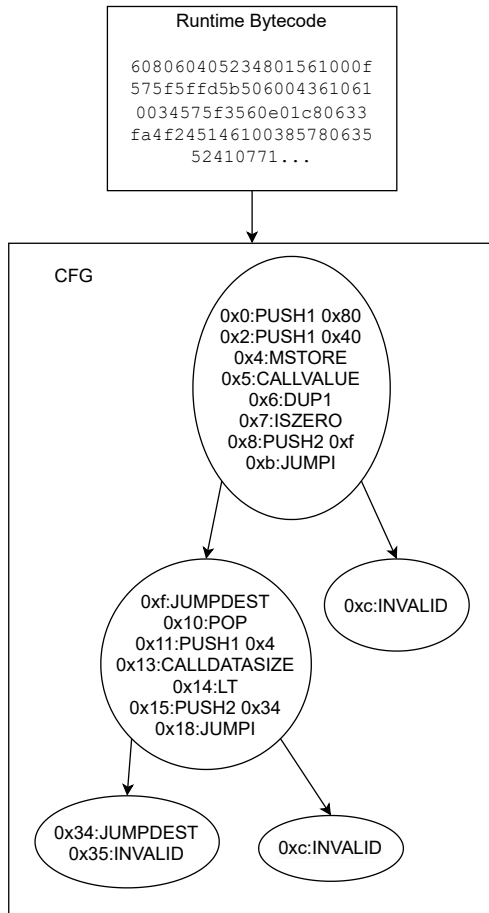 Runtime Bytecode
608060405234801561000f
575f5ffd5b506004361061
0034575f3560e01c80633
fa4f245146100385780635
52410771...
CFG
0x0:PUSH1 0x80
0x2:PUSH1 0x40
0x4:MSTORE
0x5:CALLVALUE
0x6:DUP1
0x7:ISZERO
0x8:PUSH2 0xf
0xb:JUMPI
0xf:JUMPDEST
0x10:POP
0x11:PUSH1 0x4
0x13:CALLDATASIZE
0x14:LT
0x15:PUSH2 0x34
0x18:JUMPI
0xc:INVALID
0x34:JUMPDEST
0x35:INVALID
0xc:INVALID